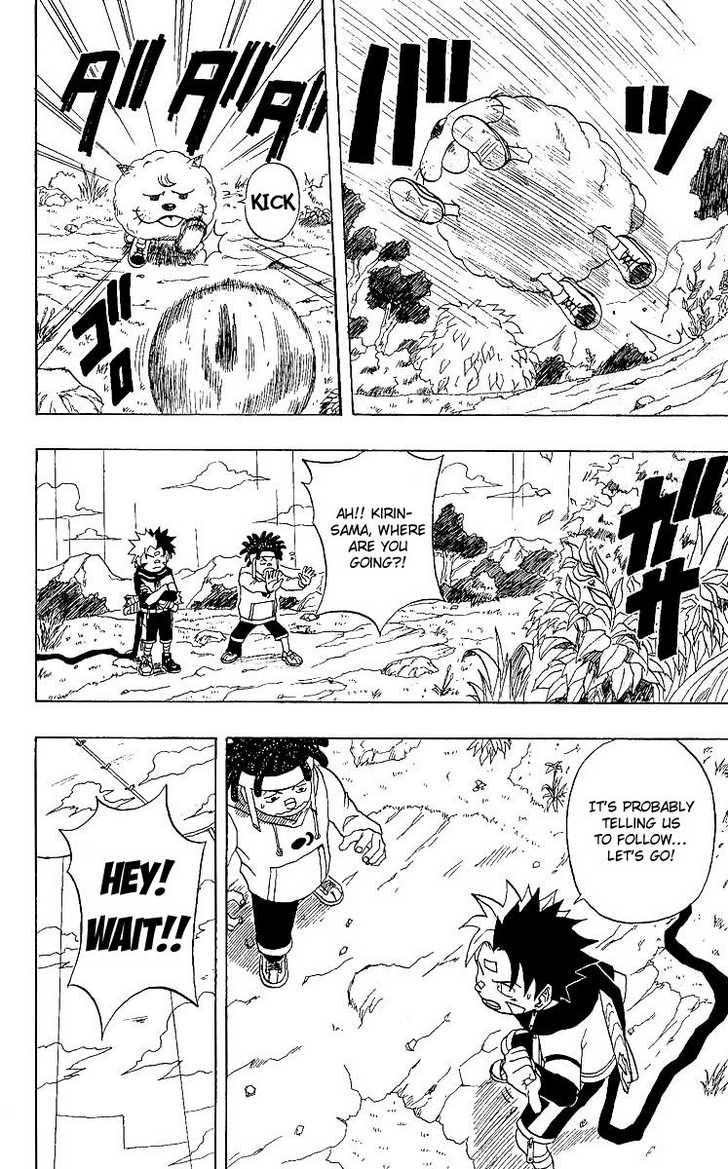 バッ
ダッダッダッ
KICK
ゴロ
AH!! KIRIN-
SAMA, WHERE
ARE YOU
GOING?!
ガサ
IT'S PROBABLY
TELLING US
TO FOLLOW...
LET'S GO!
HEY!
WAIT!!